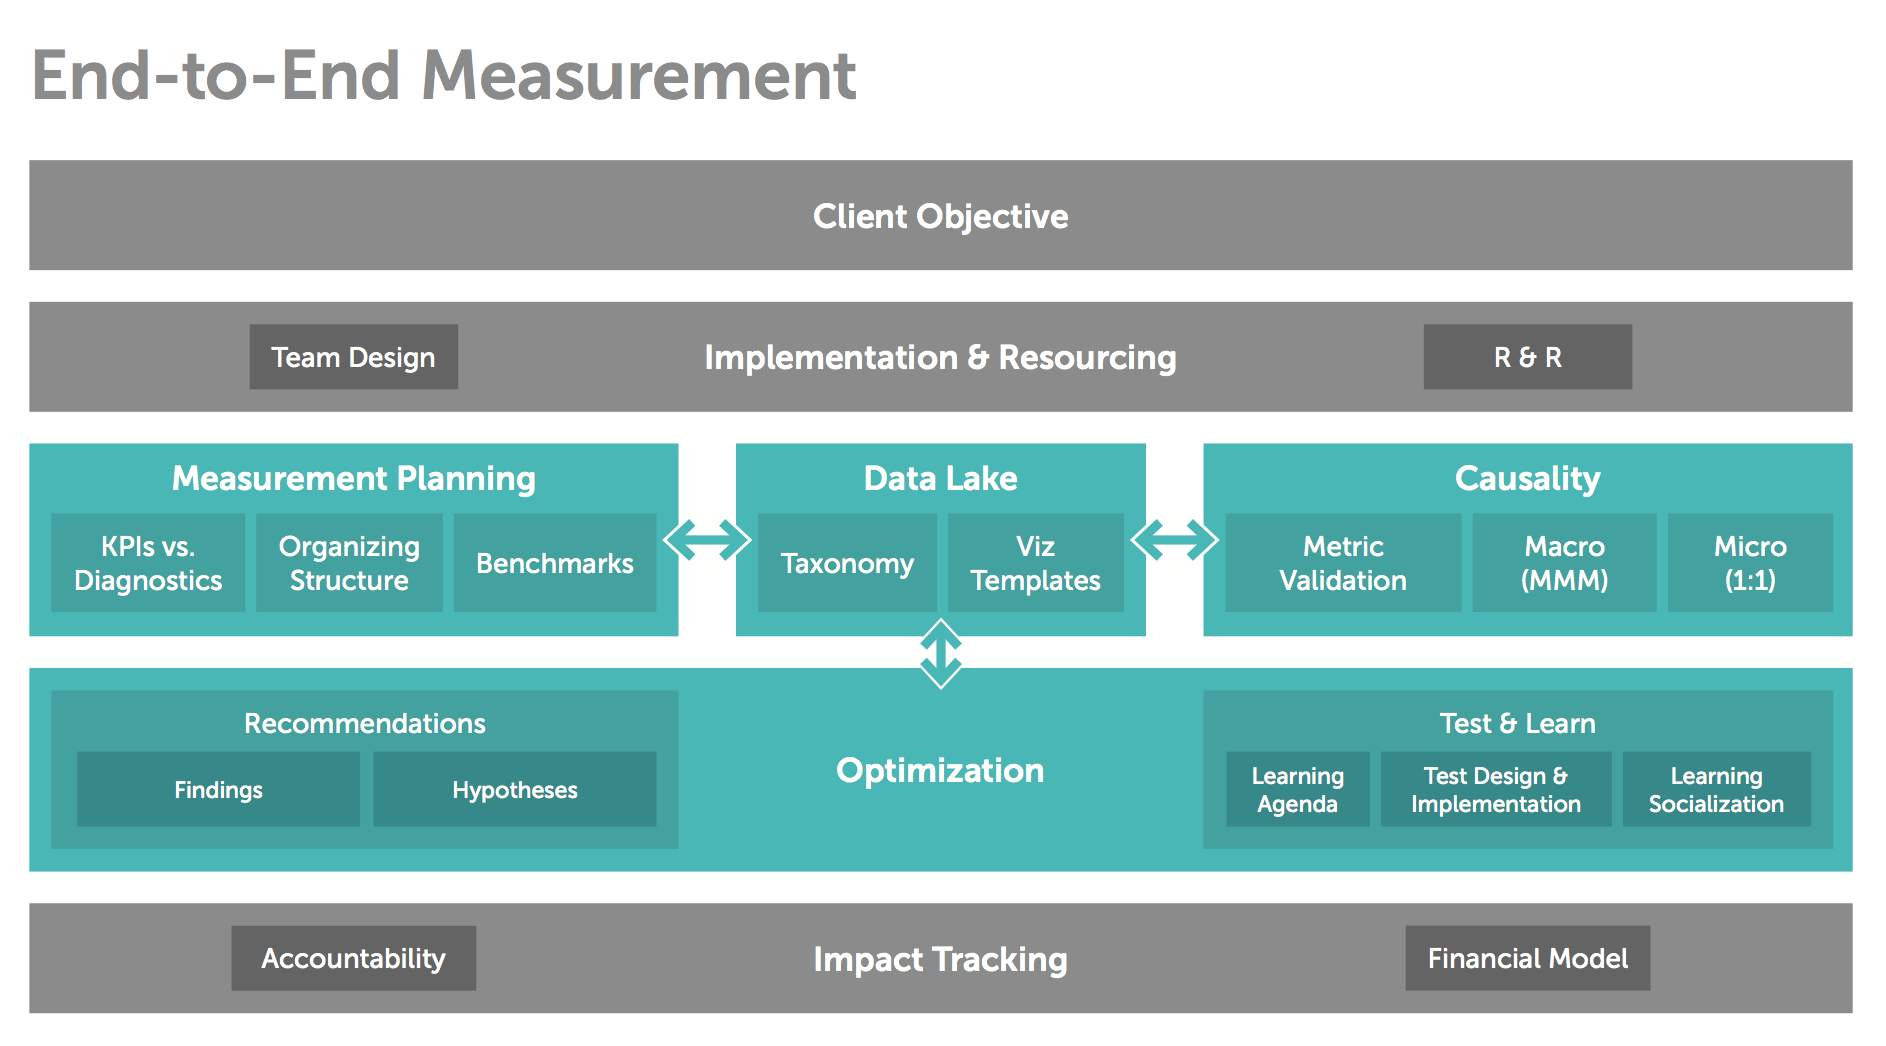 End-to-End Measurement
Client Objective
Team Design
Implementation & Resourcing
R & R
Measurement Planning
KPIs vs.
Diagnostics
Organizing
Structure
Benchmarks
Data Lake
Taxonomy
Viz
Templates
Causality
Metric
Validation
Macro
(MMM)
Micro
(1:1)
Recommendations
Findings
Hypotheses
Optimization
Test & Learn
Learning
Agenda
Test Design &
Implementation
Learning
Socialization
Accountability
Impact Tracking
Financial Model